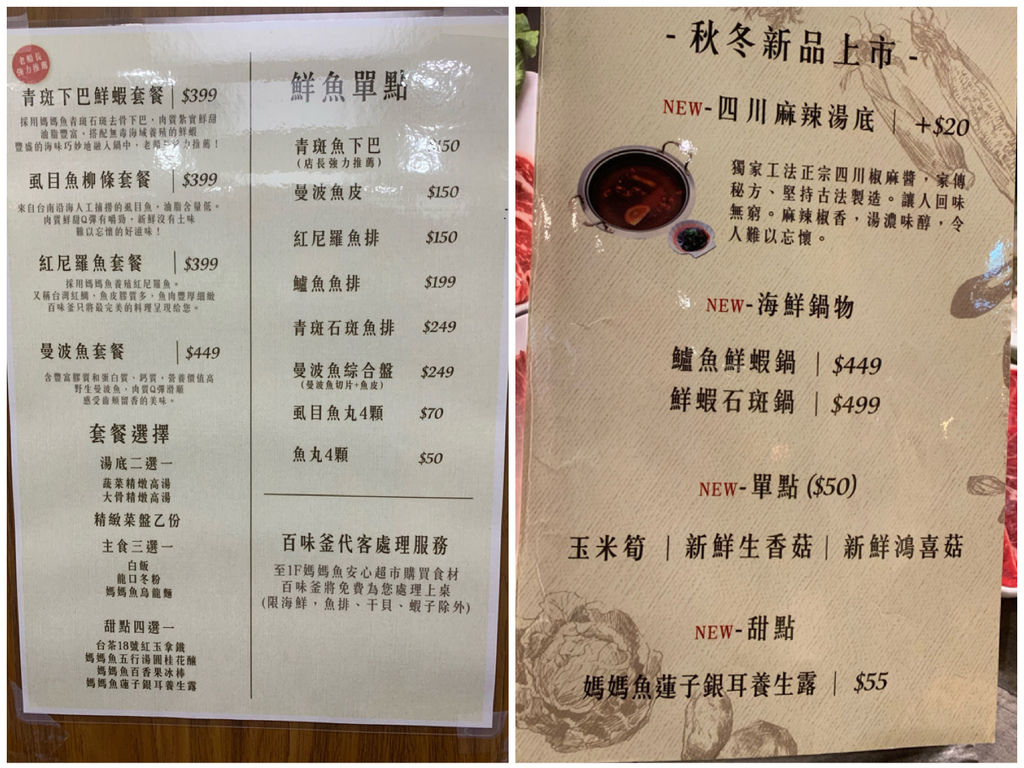 老船長
強力推薦
青斑下巴鮮蝦套餐 | $399
採用媽媽魚青斑石斑去骨下巴，肉質紮實鮮甜
油脂豐富、搭配無毒海域養殖的鮮蝦
豐盛的海味巧妙地融入鍋中，老船長強力推薦！
虱目魚柳條套餐 | $399
來自台南沿海人工捕撈的虱目魚，油脂含量低。
肉質鮮甜Q彈有嚼勁，新鮮沒有土味
難以忘懷的好滋味！
紅尼羅魚套餐 | $399
採用媽媽魚養殖紅尼羅魚。
又稱台灣紅鯛，魚皮膠質多，魚肉豐厚細緻
百味釜只將最完美的料理呈現給您。
曼波魚套餐 | $449
含豐富膠質和蛋白質、鈣質，營養價值高
野生曼波魚，肉質Q彈滑順
感受齒頰留香的美味。
套餐選擇
湯底二選一
蔬菜精燉高湯
大骨精燉高湯
精緻菜盤乙份
主食三選一
白飯
龍口冬粉
媽媽魚烏龍麵
甜點四選一
台茶18號紅玉拿鐵
媽媽魚五行湯圓桂花釀
媽媽魚百香果冰棒
媽媽魚蓮子銀耳養生露
鮮魚單點
青斑魚下巴 $150
(店長強力推薦)
曼波魚皮 $150
紅尼羅魚排 $150
鱸魚魚排 $199
青斑石斑魚排 $249
曼波魚綜合盤 $249
(曼波魚切片+魚皮)
虱目魚丸4顆 $70
魚丸4顆 $50
百味釜代客處理服務
至1F媽媽魚安心超市購買食材
百味釜將免費為您處理上桌
(限海鮮，魚排、干貝、蝦子除外)
- 秋冬新品上市 -
NEW-四川麻辣湯底 | +$20
獨家工法正宗四川椒麻醬，家傳
秘方、堅持古法製造。讓人回味
無窮。麻辣椒香，湯濃味醇，令
人難以忘懷。
NEW-海鮮鍋物
鱸魚鮮蝦鍋 | $449
鮮蝦石斑鍋 | $499
NEW-單點 ($50)
玉米筍 | 新鮮生香菇 | 新鮮鴻喜菇
NEW-甜點
媽媽魚蓮子銀耳養生露 | $55